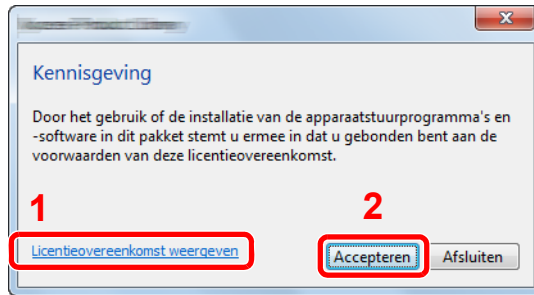 Kennisgeving
Door het gebruik of de installatie van de apparaatstuurprogramma's en
-software in dit pakket stemt u ermee in dat u gebonden bent aan de
voorwaarden van deze licentieovereenkomst.
1
2
Licentieovereenkomst weergeven
Accepteren
Afsluiten